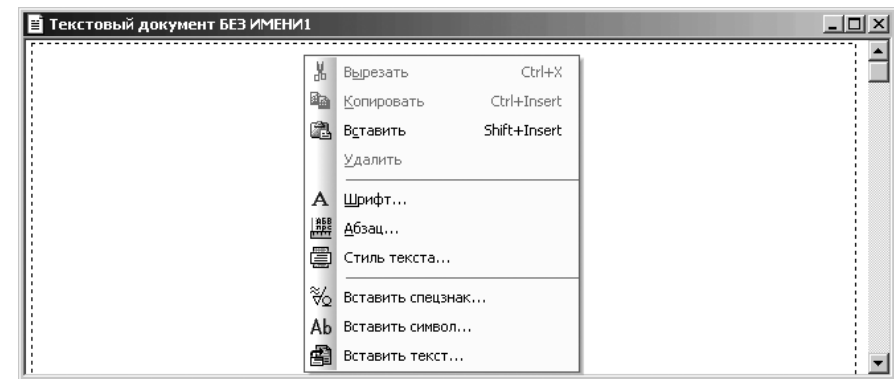 Текстовый документ БЕЗ ИМЕНИ1
Вырезать Ctrl+X
Копировать Ctrl+Insert
Вставить Shift+Insert
Удалить
Шрифт...
Абзац...
Стиль текста...
Вставить спецзнак...
Вставить символ...
Вставить текст...